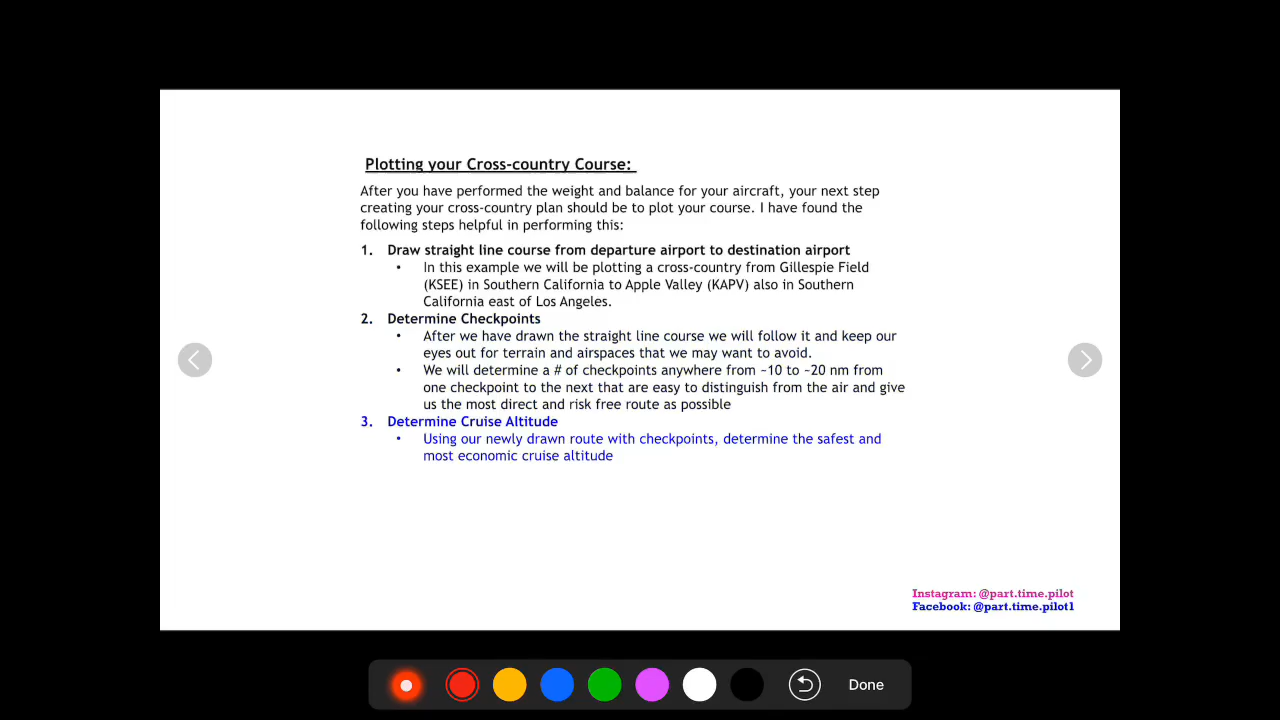 Plotting your Cross-country Course:
After you have performed the weight and balance for your aircraft, your next step
creating your cross-country plan should be to plot your course. I have found the
following steps helpful in performing this:
1. Draw straight line course from departure airport to destination airport
• In this example we will be plotting a cross-country from Gillespie Field
(KSEE) in Southern California to Apple Valley (KAPV) also in Southern
California east of Los Angeles.
2. Determine Checkpoints
• After we have drawn the straight line course we will follow it and keep our
eyes out for terrain and airspaces that we may want to avoid.
• We will determine a # of checkpoints anywhere from ~10 to ~20 nm from
one checkpoint to the next that are easy to distinguish from the air and give
us the most direct and risk free route as possible
3. Determine Cruise Altitude
• Using our newly drawn route with checkpoints, determine the safest and
most economic cruise altitude
Instagram: @part.time.pilot
Facebook: @part.time.pilot1
Done